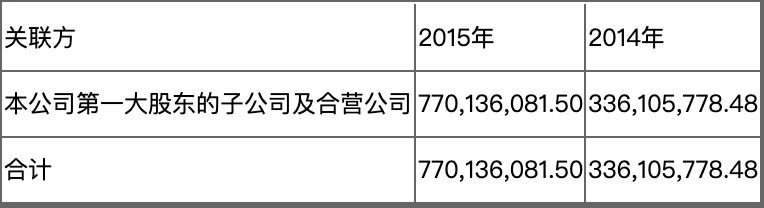 关联方 2015年 2014年
本公司第一大股东的子公司及合营公司 770,136,081.50 336,105,778.48
合计 770,136,081.50 336,105,778.48